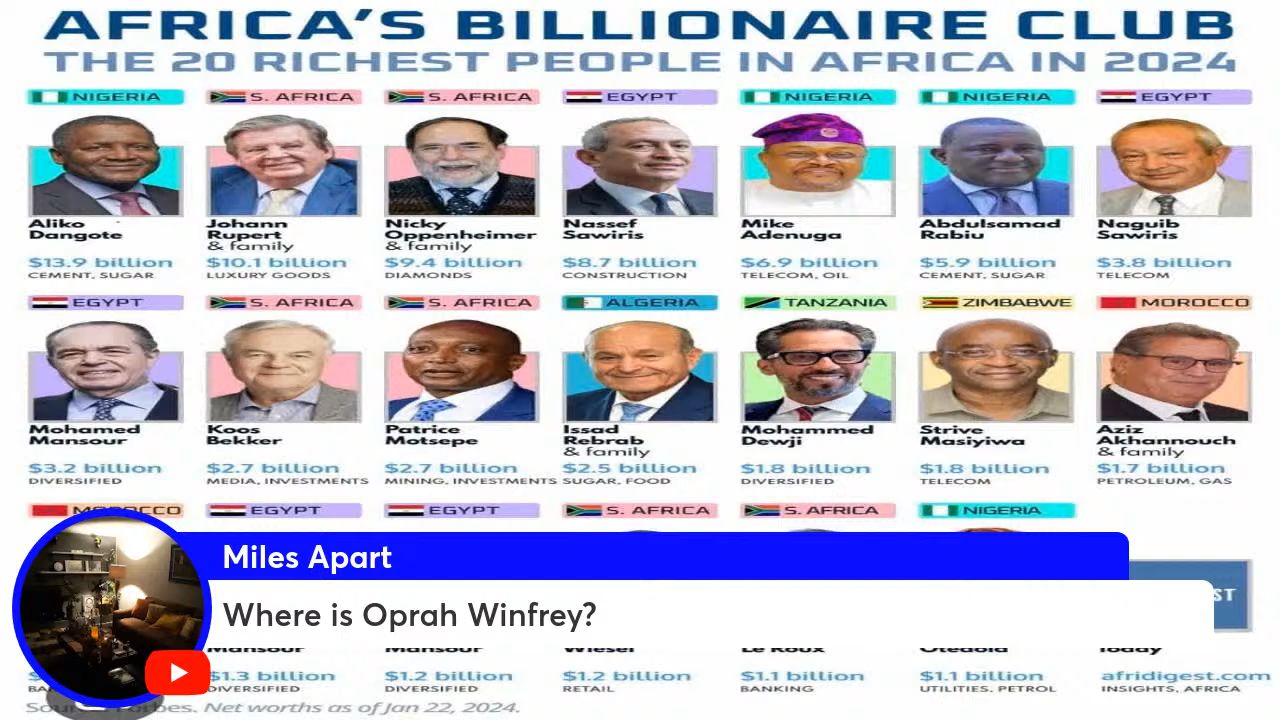 AFRICA'S BILLIONAIRE CLUB
THE 20 RICHEST PEOPLE IN AFRICA IN 2024
NIGERIA S. AFRICA S. AFRICA EGYPT NIGERIA NIGERIA EGYPT
Aliko Johann Nicky Nassef Mike Abdulsamad Naguib
Dangote Rupert Oppenheimer Sawiris Adenuga Rabiu Sawiris
& family & family
$13.9 billion $10.1 billion $9.4 billion $8.7 billion $6.9 billion $5.9 billion $3.8 billion
CEMENT, SUGAR LUXURY GOODS DIAMONDS CONSTRUCTION TELECOM, OIL CEMENT, SUGAR TELECOM
EGYPT S. AFRICA S. AFRICA ALGERIA TANZANIA ZIMBABWE MOROCCO
Mohamed Koos Patrice Issad Mohammed Strive Aziz
Mansour Bekker Motsepe Rebrab Dewji Masiyiwa Akhannouch
& family & family
$3.2 billion $2.7 billion $2.7 billion $2.5 billion $1.8 billion $1.8 billion $1.7 billion
DIVERSIFIED MEDIA, INVESTMENTS MINING, INVESTMENTS SUGAR, FOOD DIVERSIFIED TELECOM PETROLEUM, GAS
MOROCCO EGYPT EGYPT S. AFRICA S. AFRICA NIGERIA
Miles Apart
Where is Oprah Winfrey?
Mansour Mansour Wiesel Le Roux Otedola Today
$1.3 billion $1.2 billion $1.2 billion $1.1 billion $1.1 billion afridigest.com
DIVERSIFIED DIVERSIFIED RETAIL BANKING UTILITIES, PETROL INSIGHTS, AFRICA
Net worths as of Jan 22, 2024.